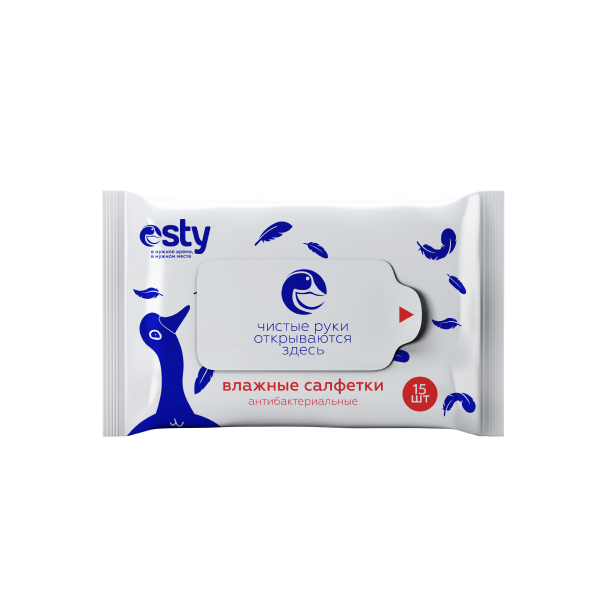 esty
в нужное время,
в нужном месте
чистые руки
открываются
здесь
влажные салфетки
антибактериальные
15
шт